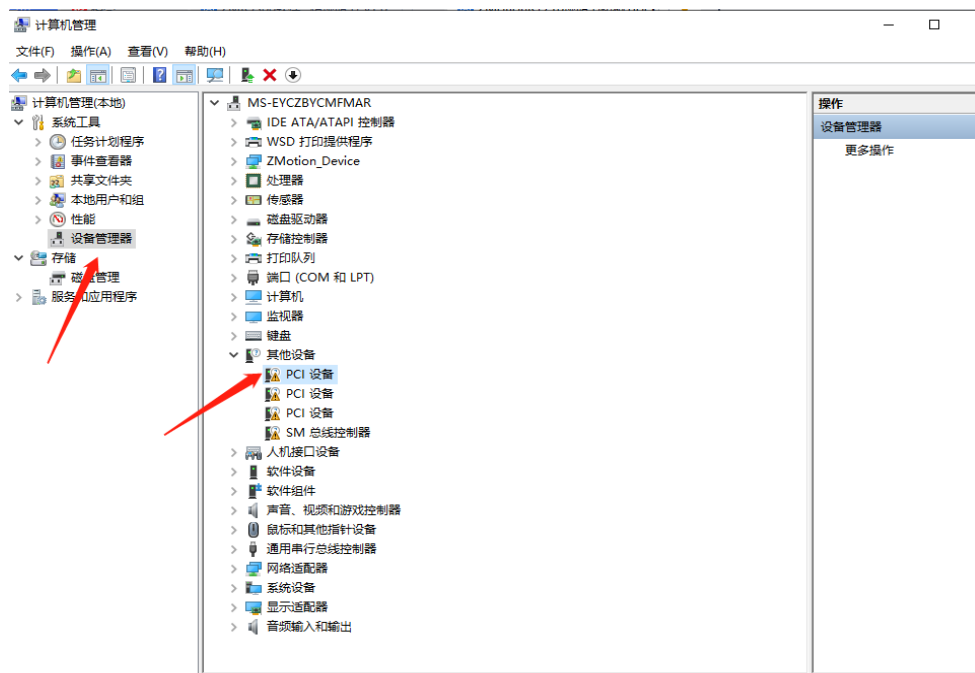 计算机管理
文件(F) 操作(A) 查看(V) 帮助(H)
计算机管理(本地)
系统工具
任务计划程序
事件查看器
共享文件夹
本地用户和组
性能
设备管理器
存储
磁盘管理
服务和应用程序
MS-EYCZBYCMFMAR
IDE ATA/ATAPI 控制器
WSD 打印提供程序
ZMotion_Device
处理器
传感器
磁盘驱动器
存储控制器
打印队列
端口 (COM 和 LPT)
计算机
监视器
键盘
其他设备
PCI 设备
PCI 设备
PCI 设备
SM 总线控制器
人机接口设备
软件设备
软件组件
声音、视频和游戏控制器
鼠标和其他指针设备
通用串行总线控制器
网络适配器
系统设备
显示适配器
音频输入和输出
操作
设备管理器
更多操作